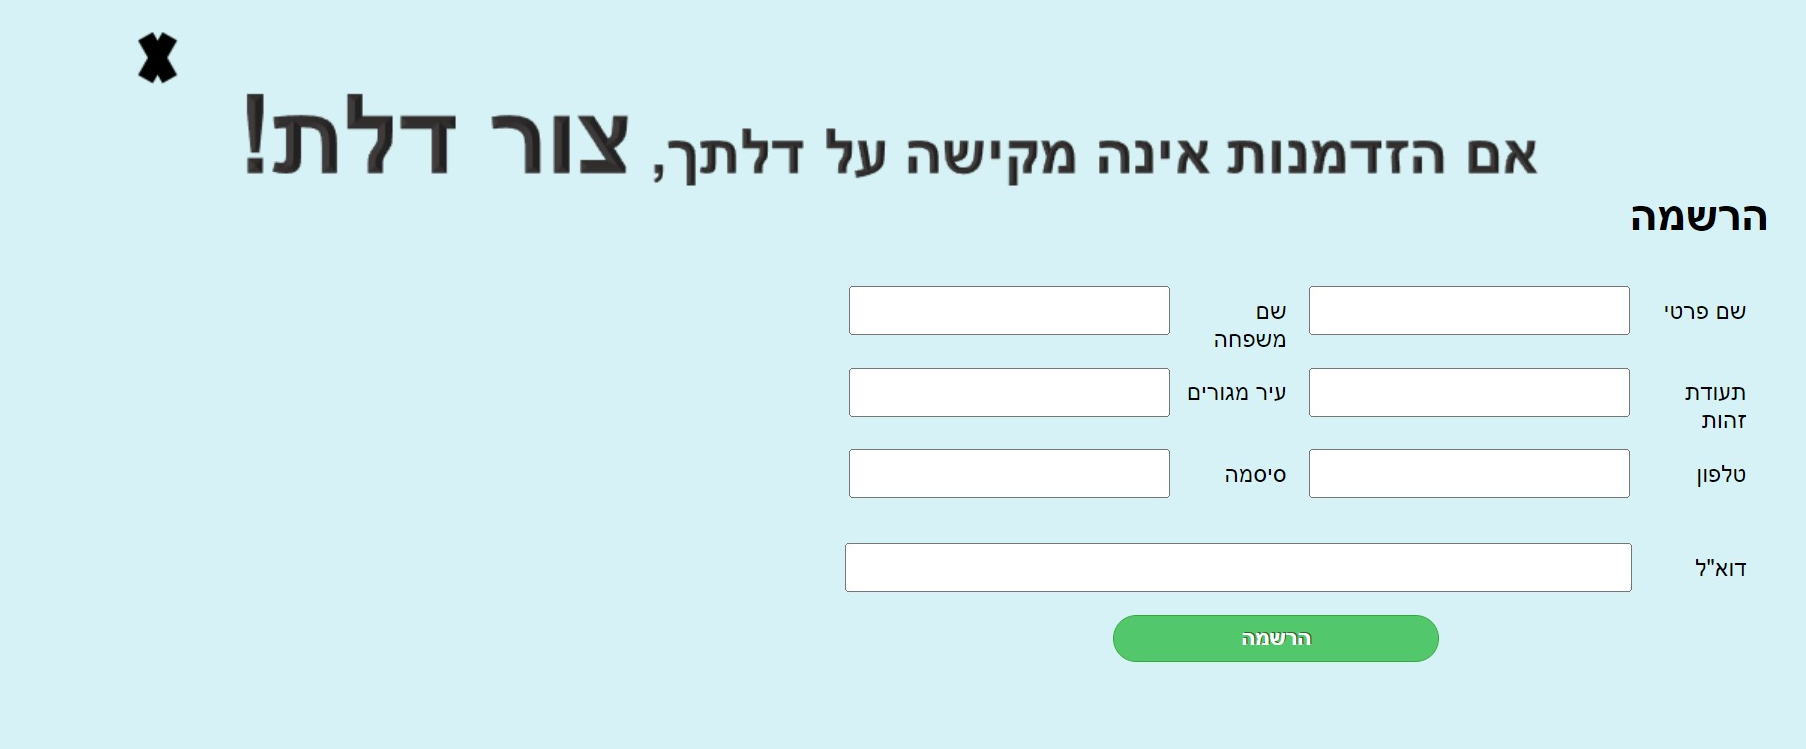 אם הזדמנות אינה מקישה על דלתך, צור דלת!
הרשמה
שם פרטי
שם
משפחה
תעודת
זהות
עיר מגורים
טלפון
סיסמה
דוא"ל
הרשמה